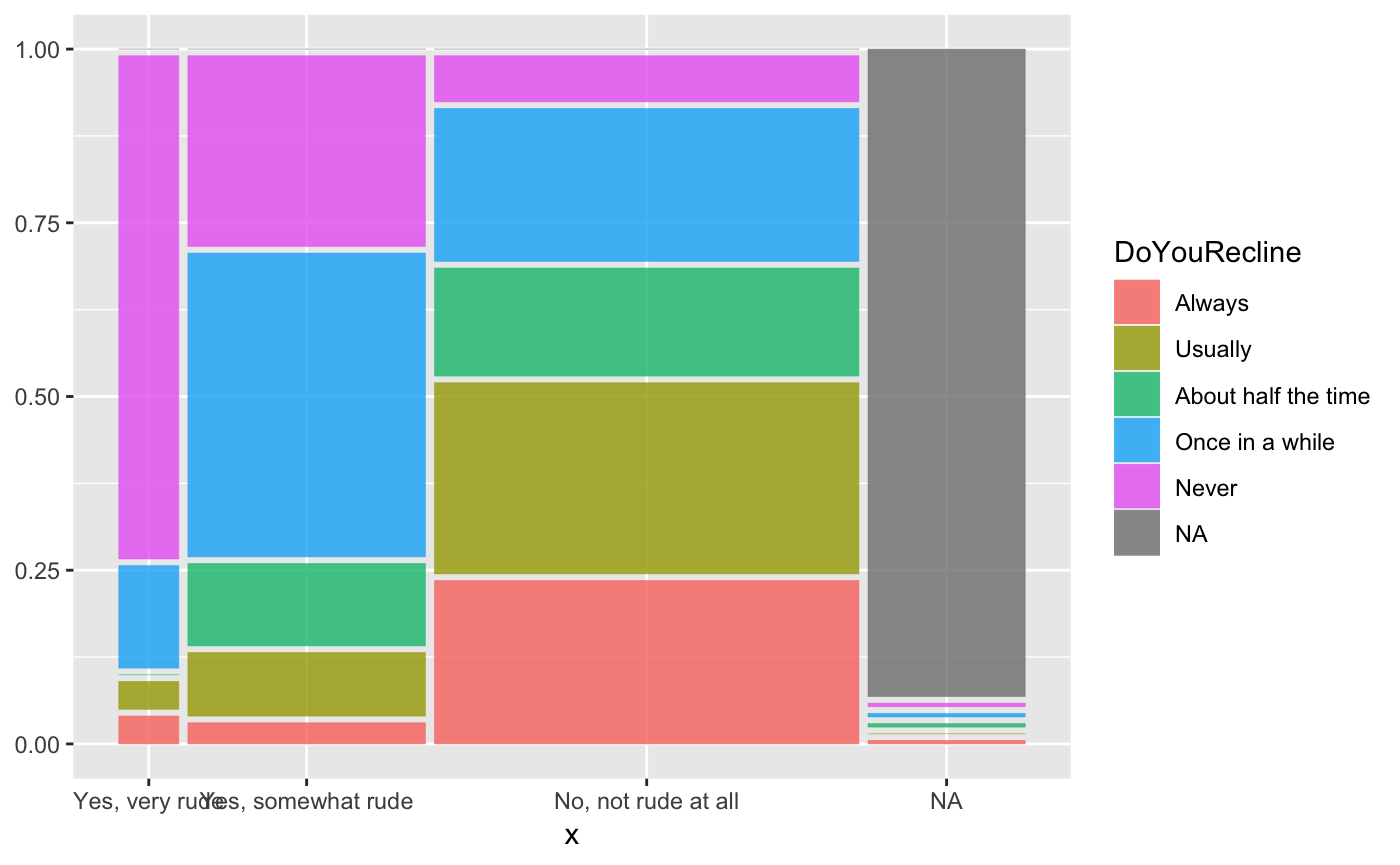 1.00
0.75
0.50
0.25
0.00
Yes, very rude
Yes, somewhat rude
No, not rude at all
NA
x
DoYouRecline
Always
Usually
About half the time
Once in a while
Never
NA